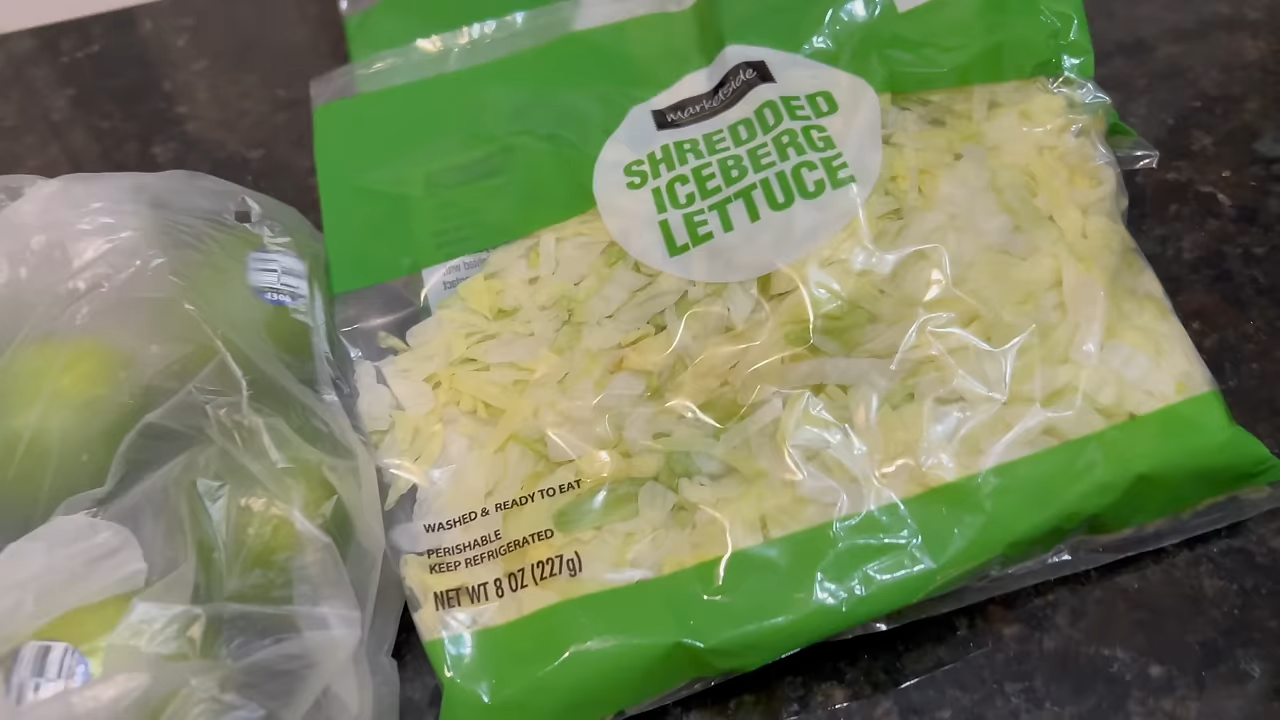 marketside
SHREDDED
ICEBERG
LETTUCE
WASHED & READY TO EAT
PERISHABLE
KEEP REFRIGERATED
NET WT 8 OZ (227g)